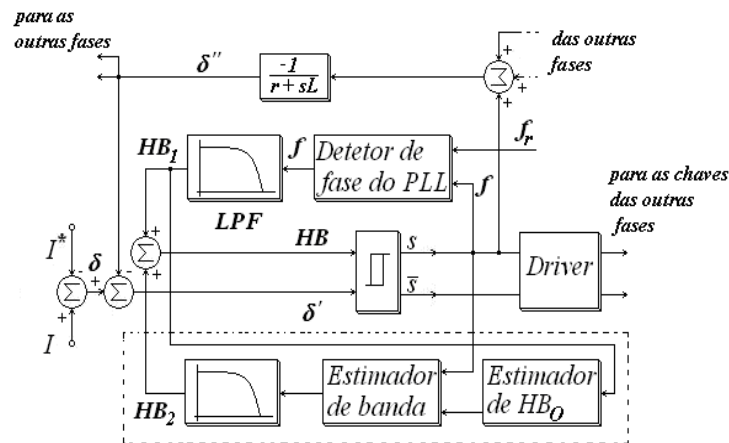 para as
outras fases
das outras
fases
δ''
-1
r + sL
Σ
+
+
+
HB1
f
Detetor de
fase do PLL
fr
f
LPF
para as chaves
das outras
fases
I*
-
δ
+
Σ
+
I
-
Σ
+
Σ
+
HB
s
s̅
Driver
δ'
HB2
Estimador
de banda
Estimador
de HBO